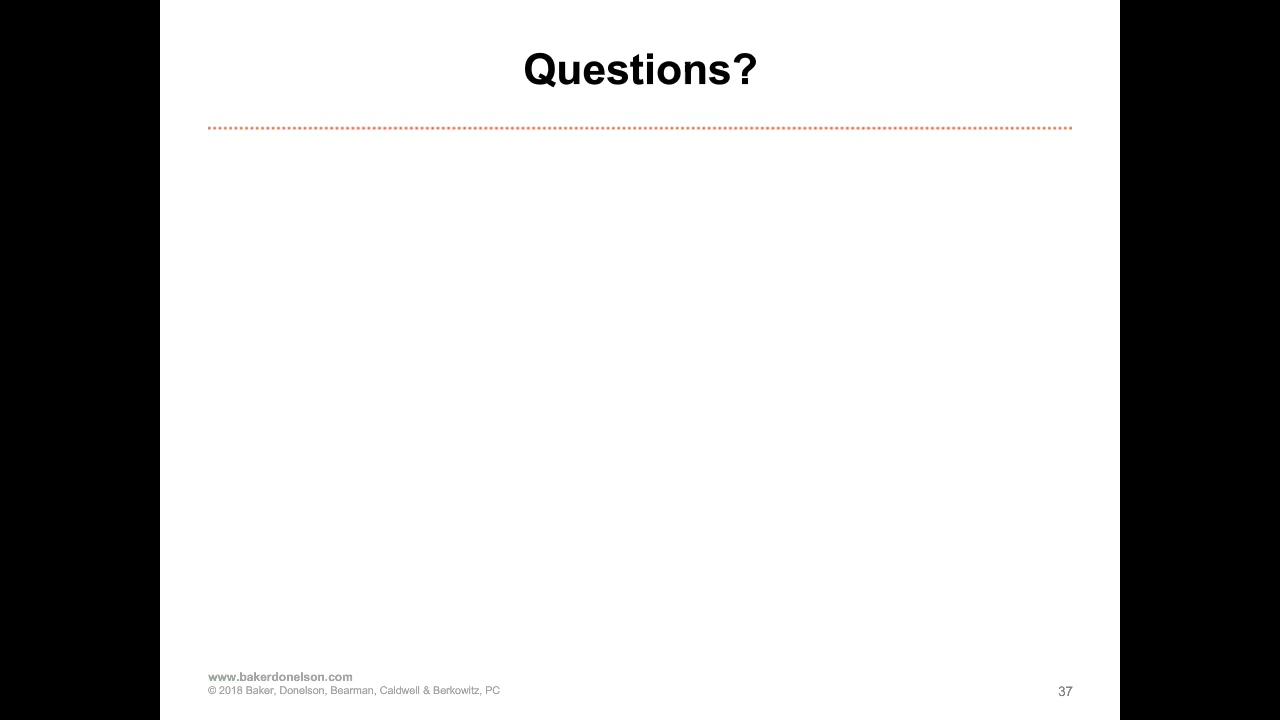 Questions?
www.bakerdonelson.com
© 2018 Baker, Donelson, Bearman, Caldwell & Berkowitz, PC
37